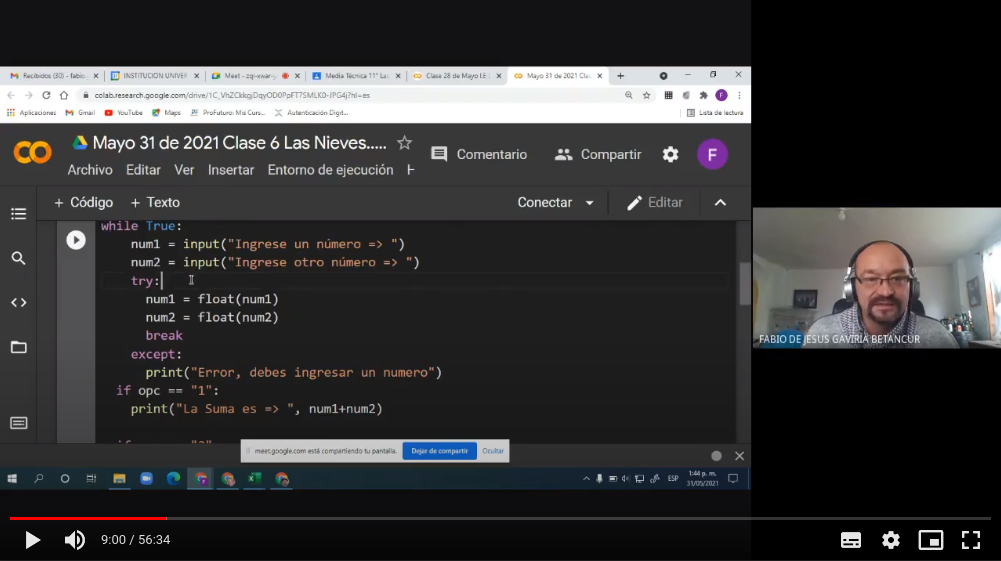 Recibidos (30) - fabio.
INSTITUCION UNIVER
Meet - zqi-xwar-y
Media Técnica 11° La
Clase 28 de Mayo I.E
Mayo 31 de 2021 Clas
colab.research.google.com/drive/1C_VhZCkkgjDqyOD0PpFT7SMLK0-JPG4j?hl=es
Aplicaciones
Gmail
YouTube
Maps
ProFuturo: Mis Curs...
Autenticación Digit...
Lista de lectura
Mayo 31 de 2021 Clase 6 Las Nieves.....
Comentario
Compartir
F
Archivo Editar Ver Insertar Entorno de ejecución H
+ Código + Texto
Conectar
Editar
while True:
num1 = input("Ingrese un número => ")
num2 = input("Ingrese otro número => ")
try:
num1 = float(num1)
num2 = float(num2)
break
except:
print("Error, debes ingresar un numero")
if opc == "1":
print("La Suma es => ", num1+num2)
meet.google.com está compartiendo tu pantalla.
Dejar de compartir
Ocultar
ESP
1:44 p. m.
31/05/2021
FABIO DE JESUS GAVIRIA BETANCUR
9:00 / 56:34